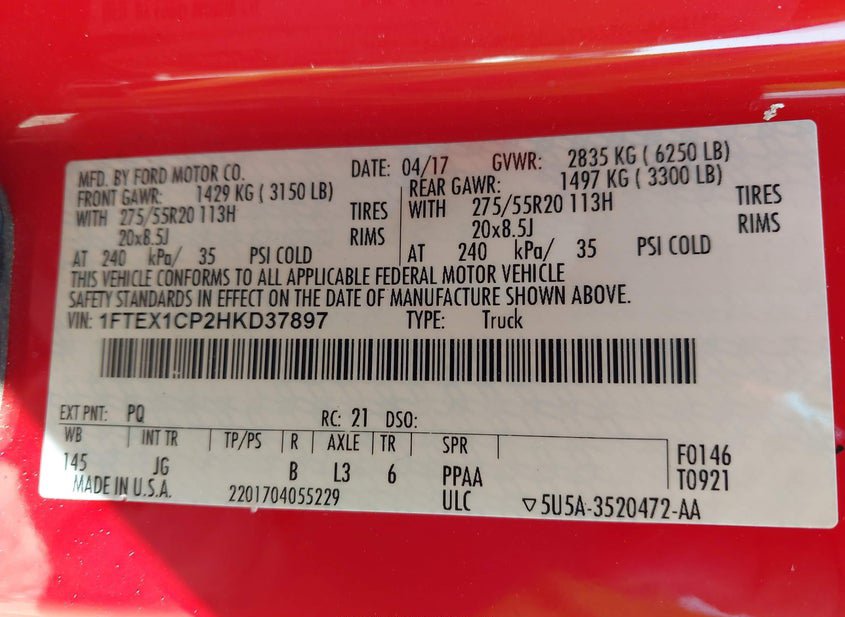 MFD. BY FORD MOTOR CO. DATE: 04/17 GVWR: 2835 KG ( 6250 LB)
FRONT GAWR: 1429 KG ( 3150 LB) REAR GAWR: 1497 KG ( 3300 LB)
WITH 275/55R20 113H TIRES WITH 275/55R20 113H TIRES
20x8.5J RIMS 20x8.5J RIMS
AT 240 kPa/ 35 PSI COLD AT 240 kPa/ 35 PSI COLD
THIS VEHICLE CONFORMS TO ALL APPLICABLE FEDERAL MOTOR VEHICLE
SAFETY STANDARDS IN EFFECT ON THE DATE OF MANUFACTURE SHOWN ABOVE.
VIN: 1FTEX1CP2HKD37897 TYPE: Truck
EXT PNT: PQ RC: 21 DSO:
WB INT TR TP/PS R AXLE TR SPR F0146
145 JG B L3 6 PPAA T0921
MADE IN U.S.A. 2201704055229 ULC ▽5U5A-3520472-AA